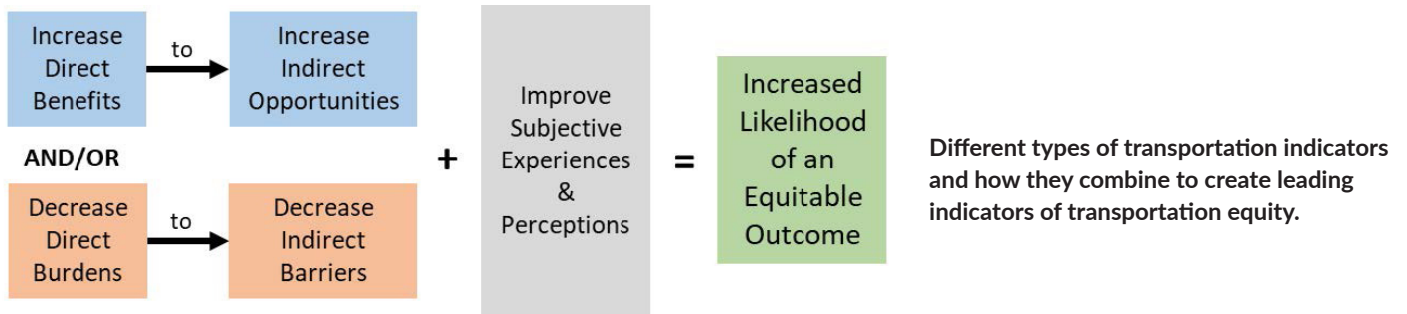 Increase
Direct
Benefits
to
Increase
Indirect
Opportunities
AND/OR
Decrease
Direct
Burdens
to
Decrease
Indirect
Barriers
+
Improve
Subjective
Experiences
&
Perceptions
=
Increased
Likelihood
of an
Equitable
Outcome
Different types of transportation indicators
and how they combine to create leading
indicators of transportation equity.